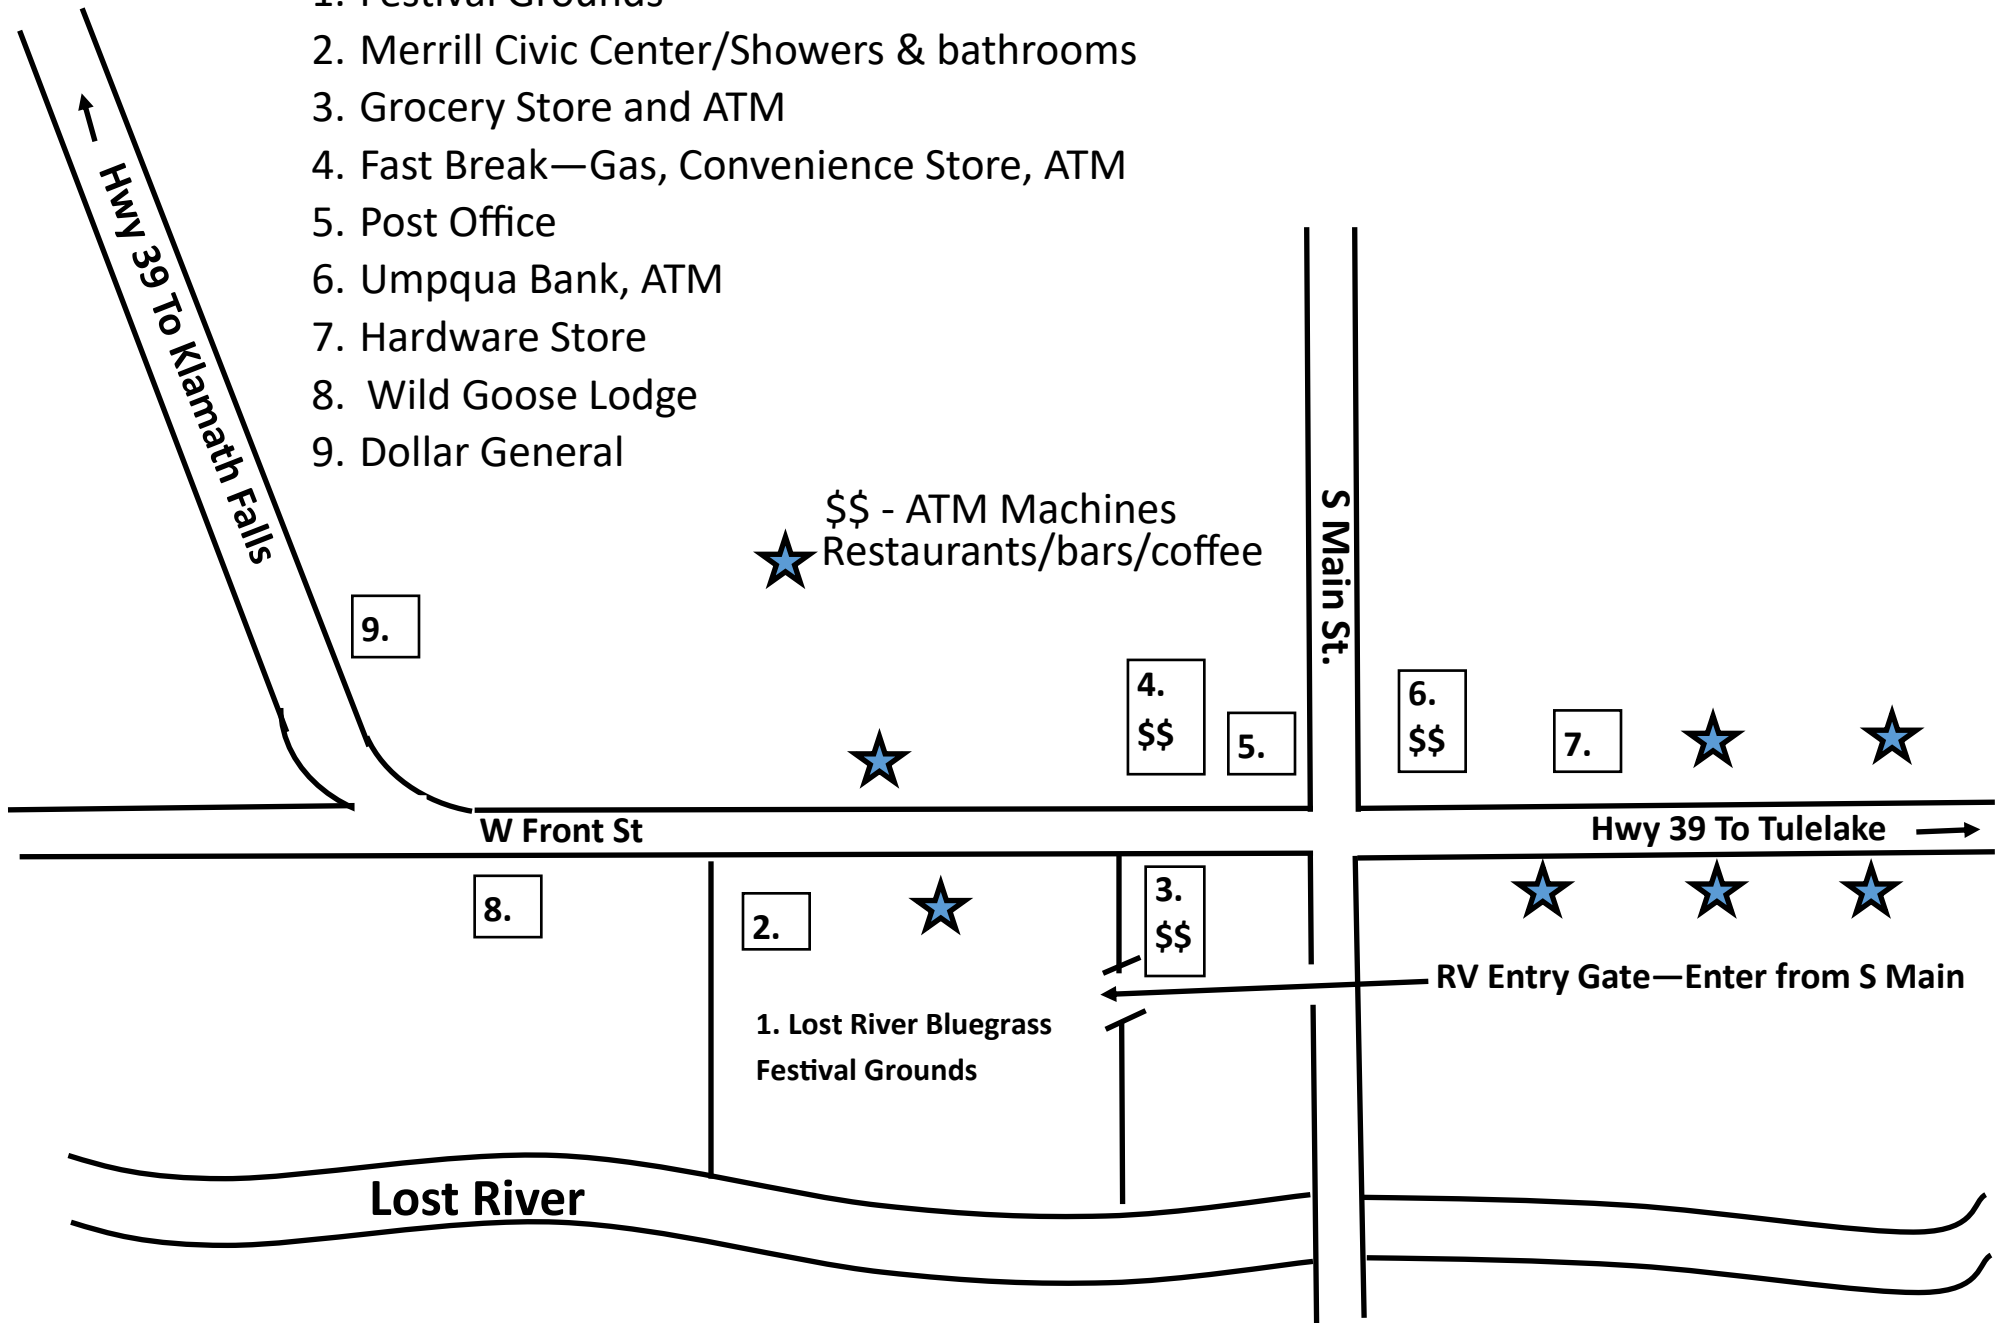 1. Festival Grounds
2. Merrill Civic Center/Showers & bathrooms
3. Grocery Store and ATM
4. Fast Break—Gas, Convenience Store, ATM
5. Post Office
6. Umpqua Bank, ATM
7. Hardware Store
8. Wild Goose Lodge
9. Dollar General
$$ - ATM Machines
Restaurants/bars/coffee
Hwy 39 To Klamath Falls
S Main St.
9.
4.
$$
5.
6.
$$
7.
W Front St
Hwy 39 To Tulelake
8.
2.
3.
$$
RV Entry Gate—Enter from S Main
1. Lost River Bluegrass
Festival Grounds
Lost River